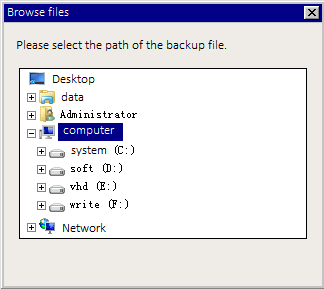 Browse files
Please select the path of the backup file.
Desktop
data
Administrator
computer
system (C:)
soft (D:)
vhd (E:)
write (F:)
Network